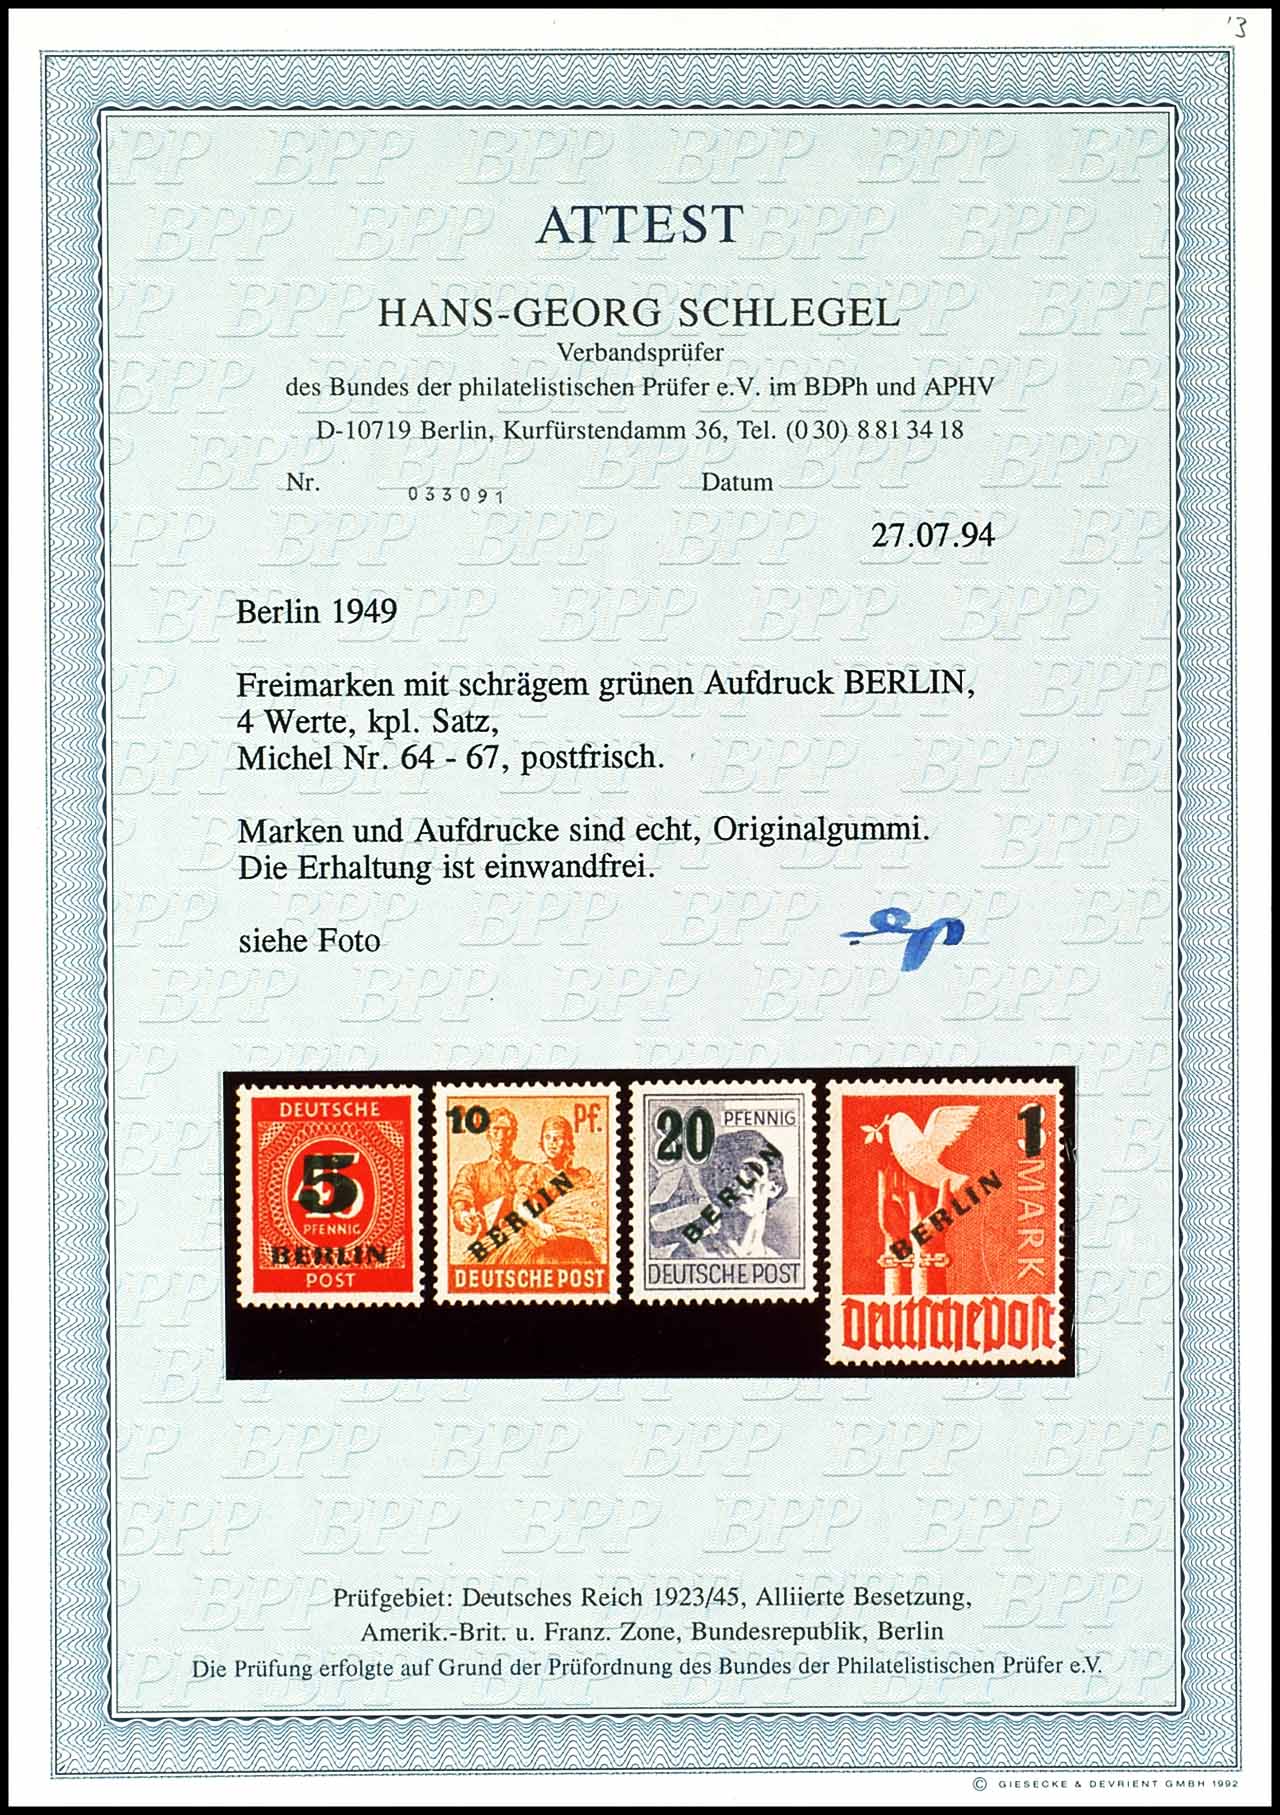 '3
ATTEST
HANS-GEORG SCHLEGEL
Verbandsprüfer
des Bundes der philatelistischen Prüfer e.V. im BDPh und APHV
D-10719 Berlin, Kurfürstendamm 36, Tel. (0 30) 8 81 34 18
Nr. 033091 Datum
27.07.94
Berlin 1949
Freimarken mit schrägem grünen Aufdruck BERLIN,
4 Werte, kpl. Satz,
Michel Nr. 64 - 67, postfrisch.
Marken und Aufdrucke sind echt, Originalgummi.
Die Erhaltung ist einwandfrei.
siehe Foto
DEUTSCHE
5
PFENNIG
BERLIN
POST
10 Pf.
BERLIN
DEUTSCHE POST
20 PFENNIG
BERLIN
DEUTSCHE POST
1
MARK
BERLIN
Deutsche Post
Prüfgebiet: Deutsches Reich 1923/45, Alliierte Besetzung,
Amerik.-Brit. u. Franz. Zone, Bundesrepublik, Berlin
Die Prüfung erfolgte auf Grund der Prüfordnung des Bundes der Philatelistischen Prüfer e.V.
© GIESECKE & DEVRIENT GMBH 1992